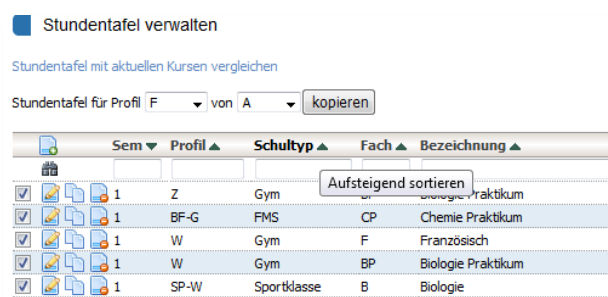 Stundentafel verwalten
Stundentafel mit aktuellen Kursen vergleichen
Stundentafel für Profil F von A kopieren
Sem Profil Schultyp Fach Bezeichnung
Aufsteigend sortieren
1 Z Gym Biologie Praktikum
1 BF-G FMS CP Chemie Praktikum
1 W Gym F Französisch
1 W Gym BP Biologie Praktikum
1 SP-W Sportklasse B Biologie